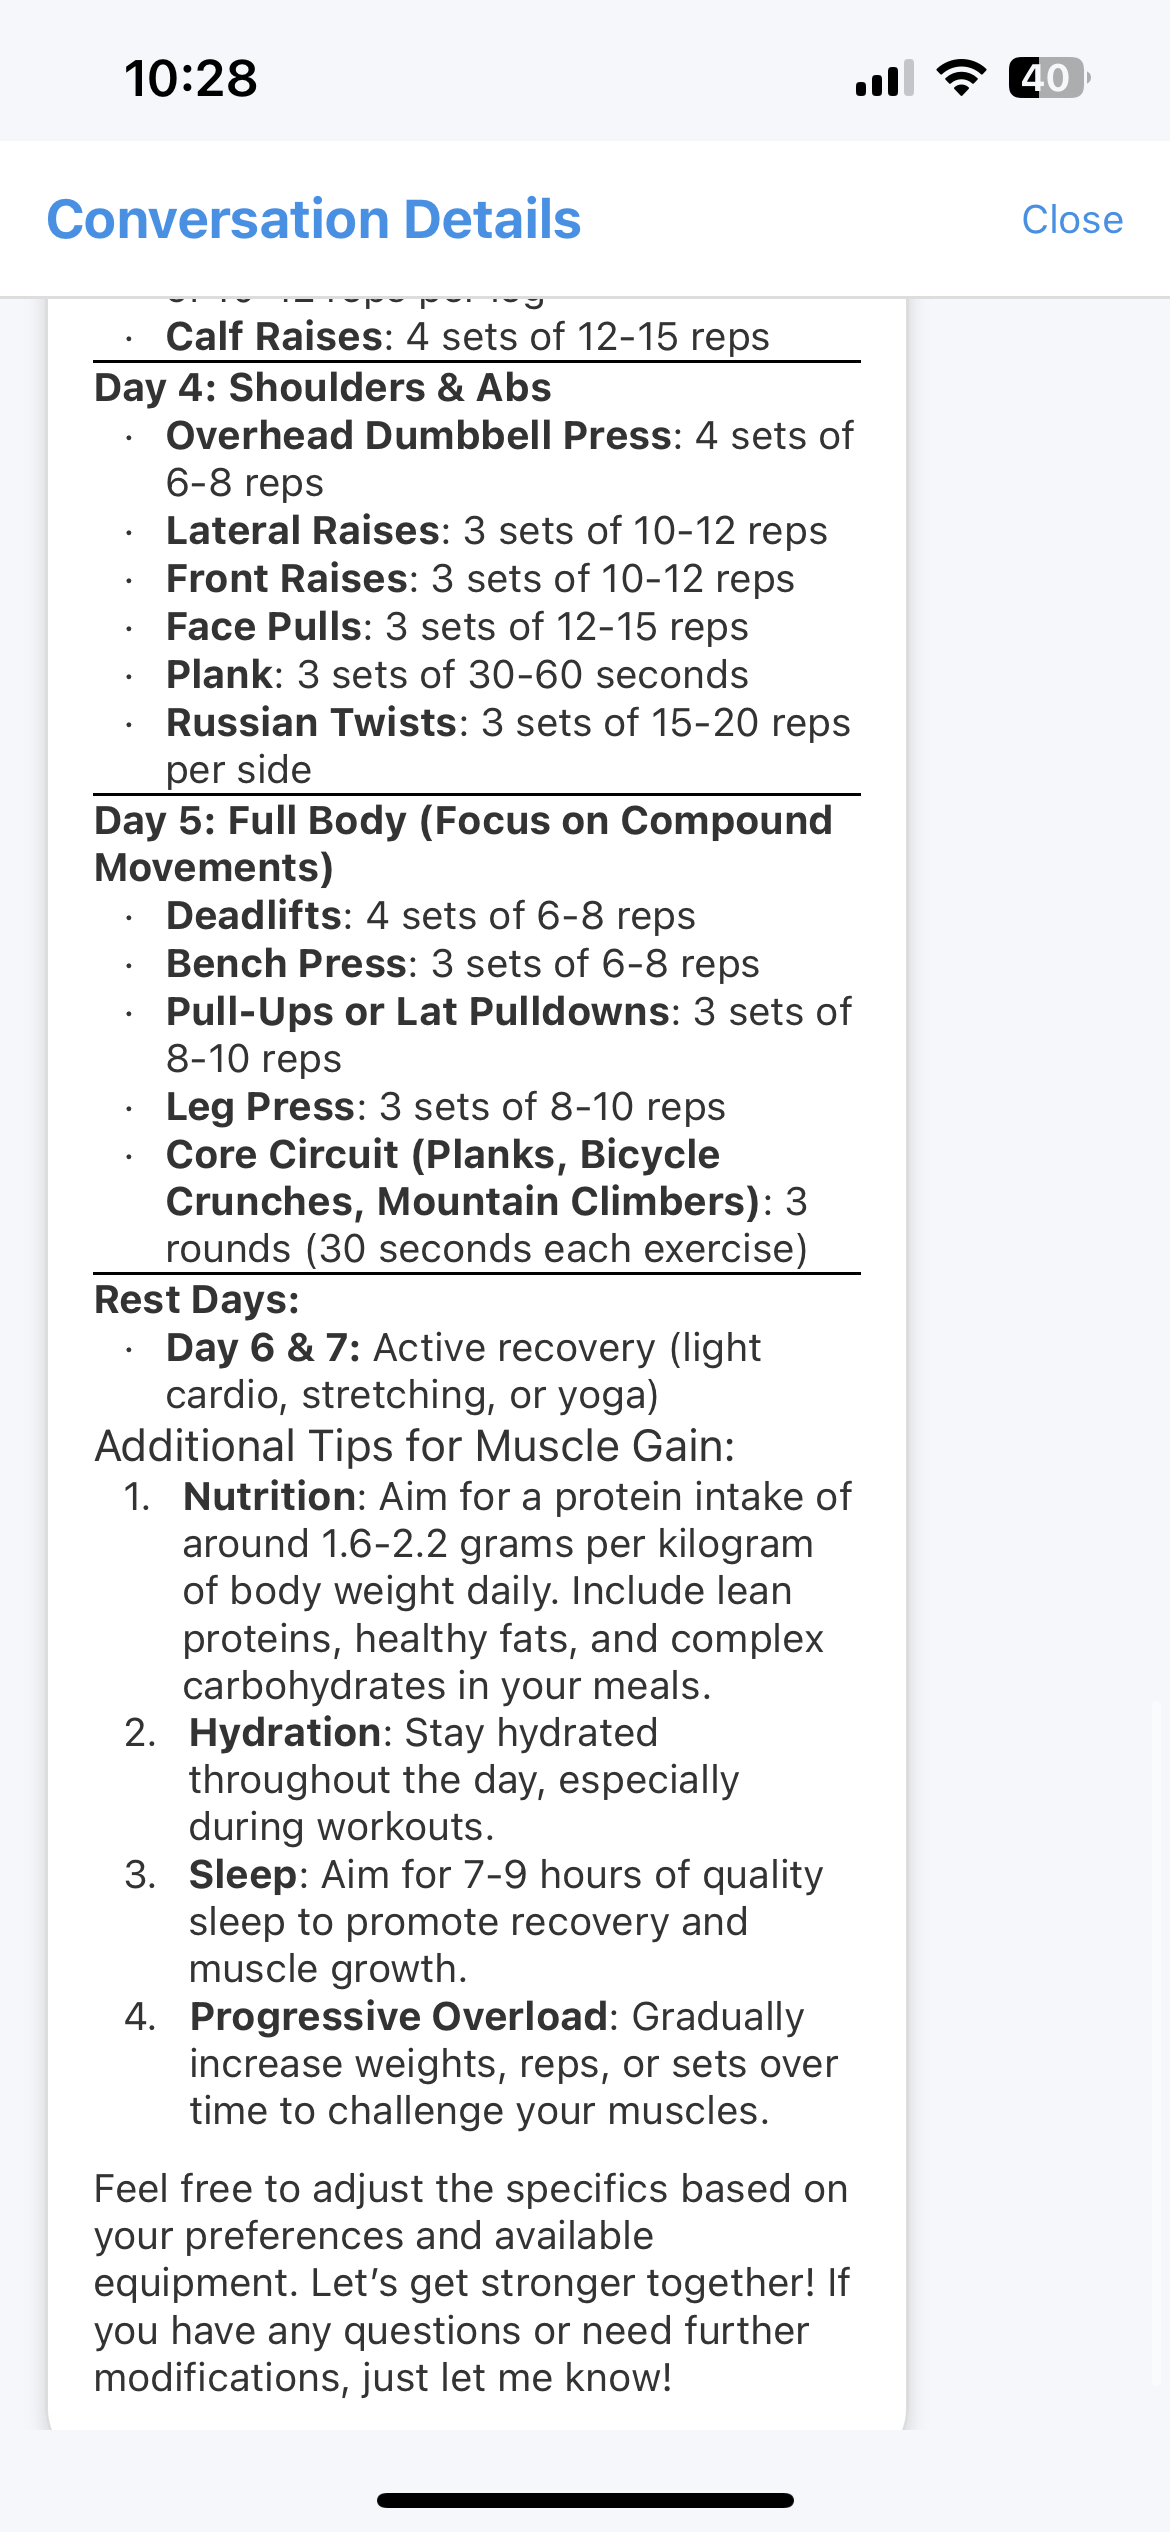 10:28
40
Conversation Details
Close
of 10-12 reps per leg
· Calf Raises: 4 sets of 12-15 reps
Day 4: Shoulders & Abs
· Overhead Dumbbell Press: 4 sets of
6-8 reps
· Lateral Raises: 3 sets of 10-12 reps
· Front Raises: 3 sets of 10-12 reps
· Face Pulls: 3 sets of 12-15 reps
· Plank: 3 sets of 30-60 seconds
· Russian Twists: 3 sets of 15-20 reps
per side
Day 5: Full Body (Focus on Compound
Movements)
· Deadlifts: 4 sets of 6-8 reps
· Bench Press: 3 sets of 6-8 reps
· Pull-Ups or Lat Pulldowns: 3 sets of
8-10 reps
· Leg Press: 3 sets of 8-10 reps
· Core Circuit (Planks, Bicycle
Crunches, Mountain Climbers): 3
rounds (30 seconds each exercise)
Rest Days:
· Day 6 & 7: Active recovery (light
cardio, stretching, or yoga)
Additional Tips for Muscle Gain:
1. Nutrition: Aim for a protein intake of
around 1.6-2.2 grams per kilogram
of body weight daily. Include lean
proteins, healthy fats, and complex
carbohydrates in your meals.
2. Hydration: Stay hydrated
throughout the day, especially
during workouts.
3. Sleep: Aim for 7-9 hours of quality
sleep to promote recovery and
muscle growth.
4. Progressive Overload: Gradually
increase weights, reps, or sets over
time to challenge your muscles.
Feel free to adjust the specifics based on
your preferences and available
equipment. Let’s get stronger together! If
you have any questions or need further
modifications, just let me know!